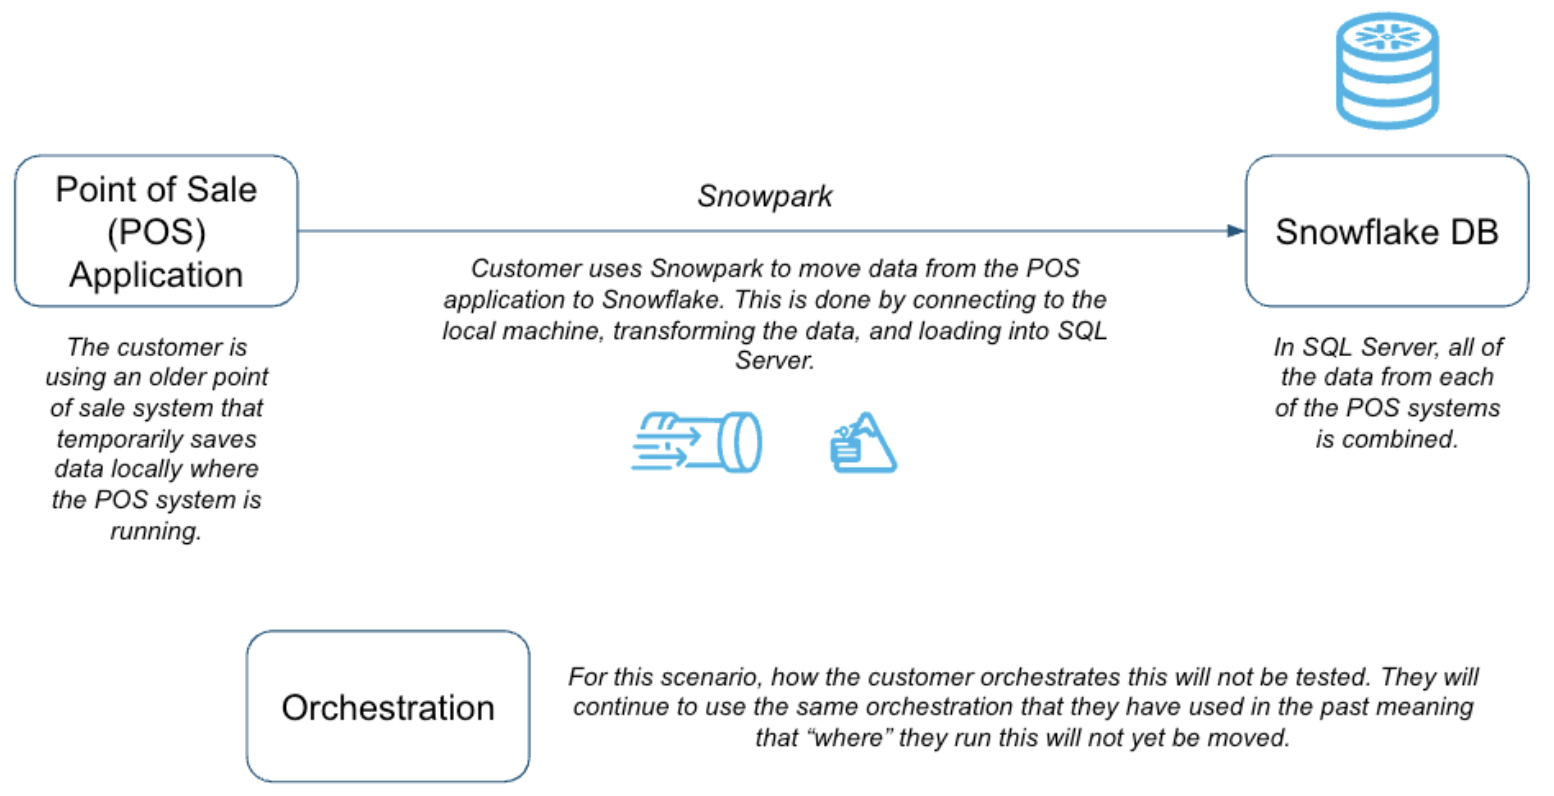 Point of Sale
(POS)
Application
Snowpark
Snowflake DB
Customer uses Snowpark to move data from the POS
application to Snowflake. This is done by connecting to the
local machine, transforming the data, and loading into SQL
Server.
The customer is
using an older point
of sale system that
temporarily saves
data locally where
the POS system is
running.
In SQL Server, all of
the data from each
of the POS systems
is combined.
Orchestration
For this scenario, how the customer orchestrates this will not be tested. They will
continue to use the same orchestration that they have used in the past meaning
that “where” they run this will not yet be moved.